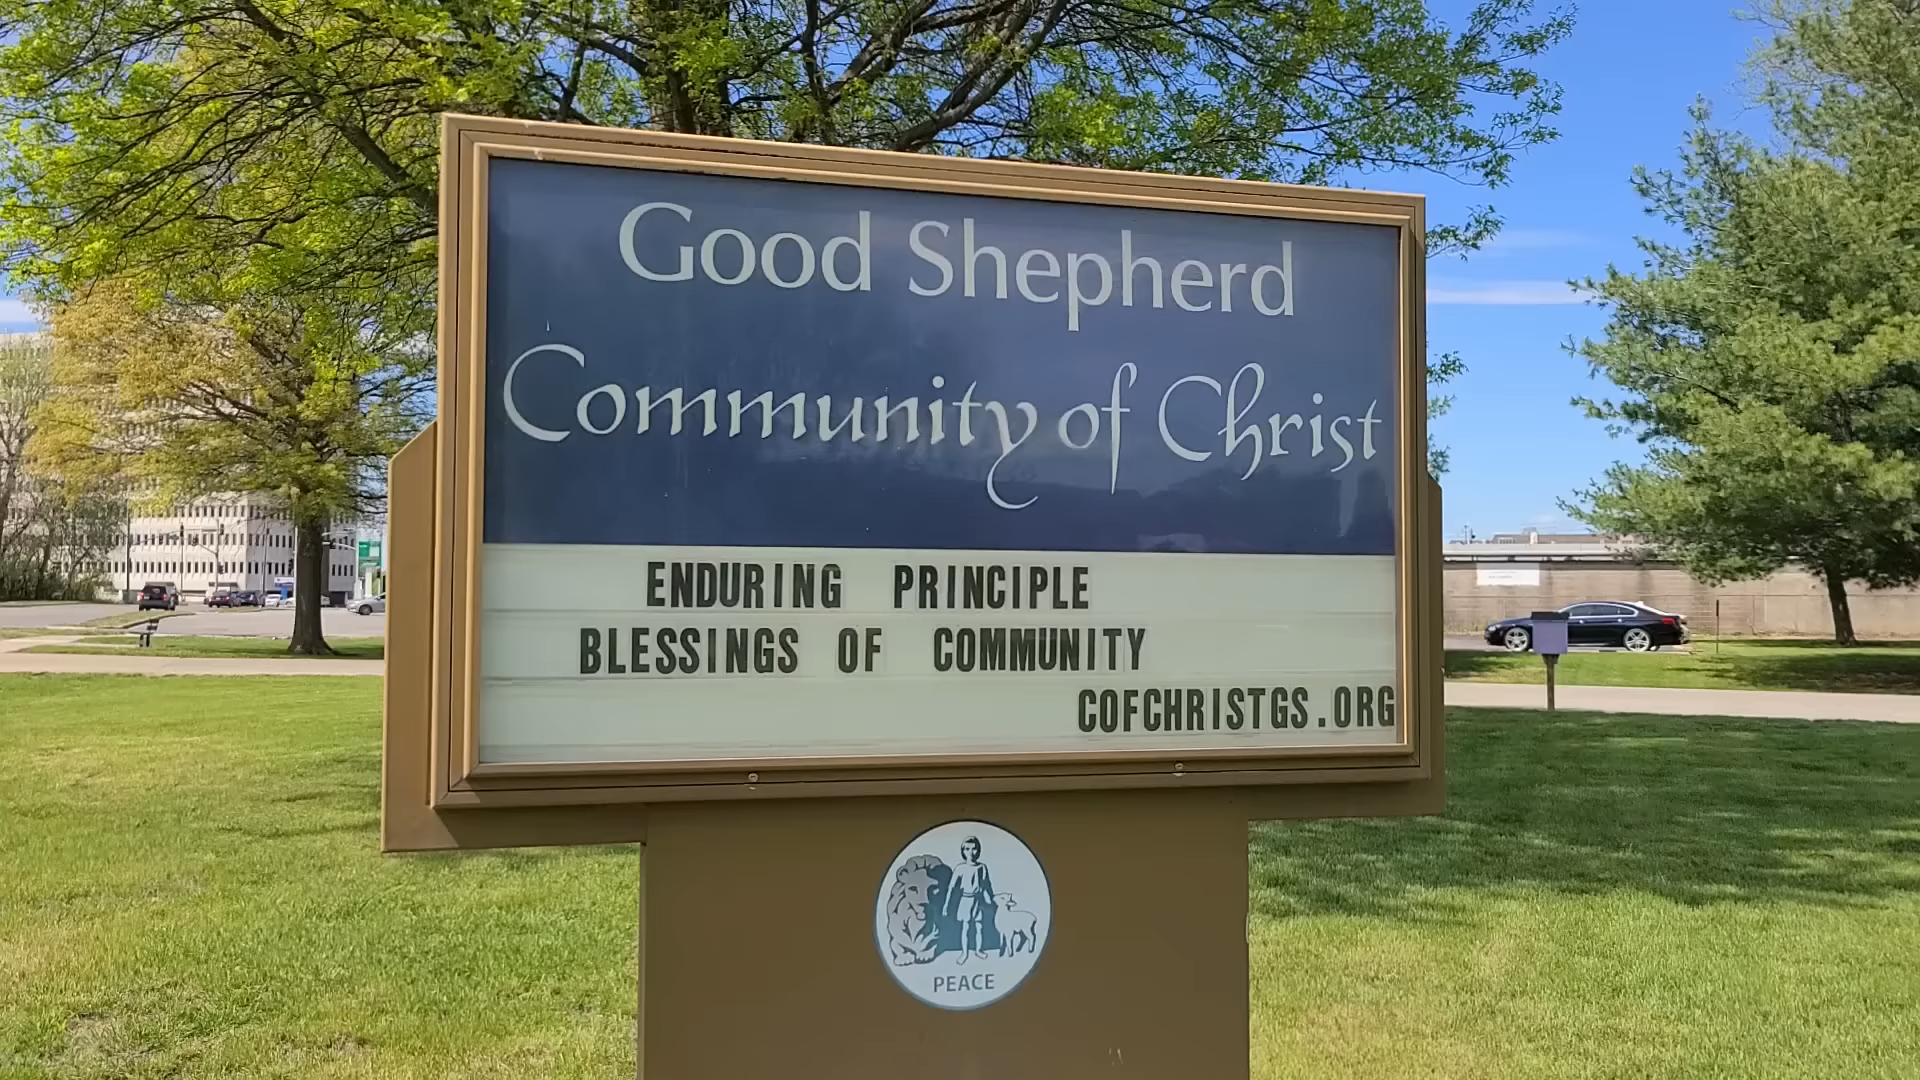 Good Shepherd
Community of Christ
ENDURING PRINCIPLE
BLESSINGS OF COMMUNITY
COFCHRISTGS.ORG
PEACE